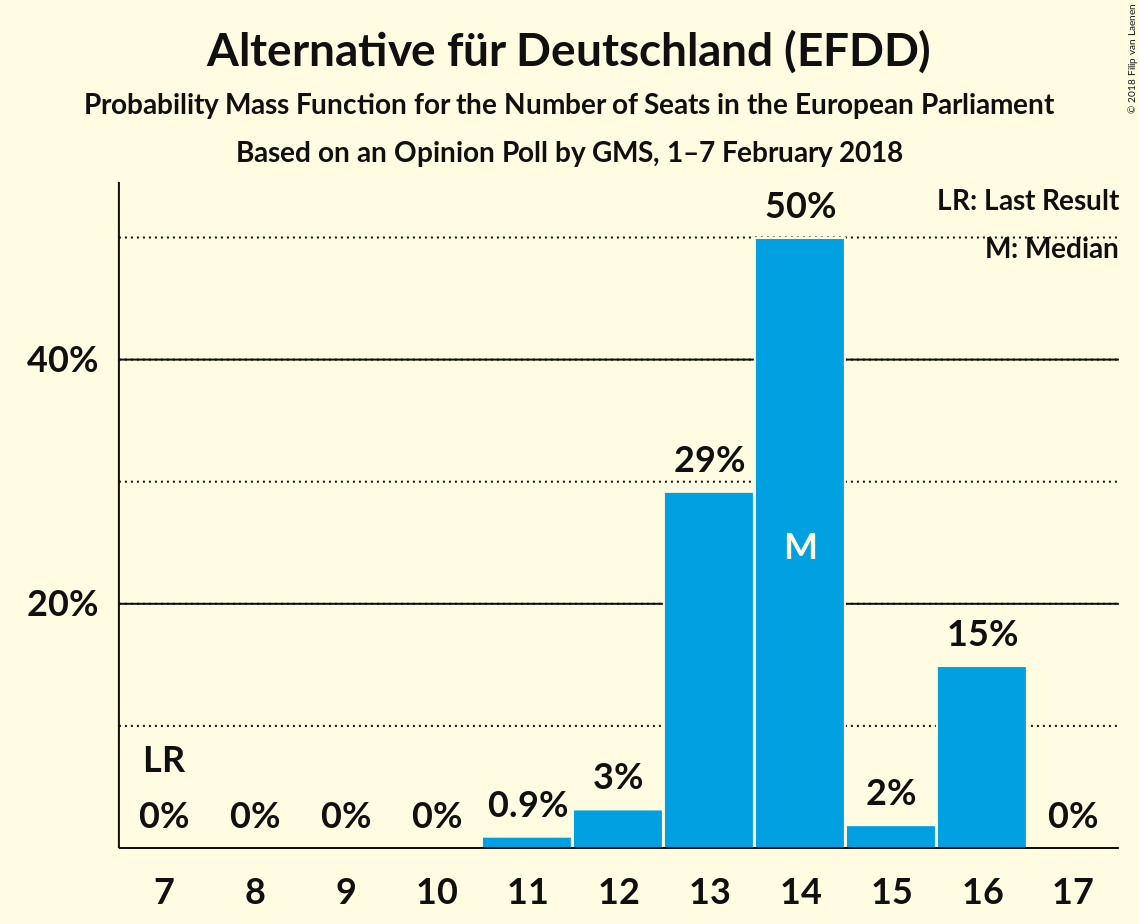 Alternative für Deutschland (EFDD)
Probability Mass Function for the Number of Seats in the European Parliament
Based on an Opinion Poll by GMS, 1–7 February 2018
© 2018 Filip van Laenen
LR: Last Result
M: Median
40%
20%
LR
0%
0%
0%
0%
0.9%
3%
29%
50%
M
2%
15%
0%
7 8 9 10 11 12 13 14 15 16 17